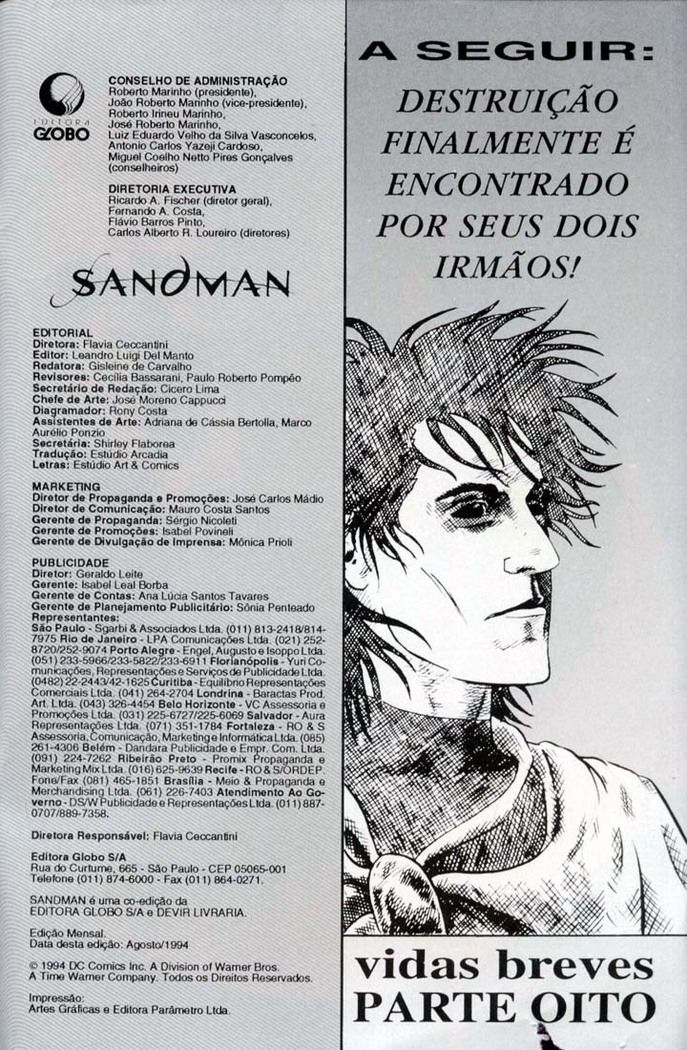 EDITORA
GLOBO
CONSELHO DE ADMINISTRAÇÃO
Roberto Marinho (presidente),
João Roberto Marinho (vice-presidente),
Roberto Irineu Marinho,
José Roberto Marinho,
Luiz Eduardo Velho da Silva Vasconcelos,
Antonio Carlos Yazeji Cardoso,
Miguel Coelho Netto Pires Gonçalves
(conselheiros)
DIRETORIA EXECUTIVA
Ricardo A. Fischer (diretor geral),
Fernando A. Costa,
Flávio Barros Pinto,
Carlos Alberto R. Loureiro (diretores)
SANDMAN
EDITORIAL
Diretora: Flavia Ceccantini
Editor: Leandro Luigi Del Manto
Redatora: Gisleine de Carvalho
Revisores: Cecília Bassarani, Paulo Roberto Pompêo
Secretário de Redação: Cicero Lima
Chefe de Arte: José Moreno Cappucci
Diagramador: Rony Costa
Assistentes de Arte: Adriana de Cássia Bertolla, Marco
Aurélio Ponzio
Secretária: Shirley Flaborea
Tradução: Estúdio Arcadia
Letras: Estúdio Art & Comics
MARKETING
Diretor de Propaganda e Promoções: José Carlos Mádio
Diretor de Comunicação: Mauro Costa Santos
Gerente de Propaganda: Sérgio Nicoleti
Gerente de Promoções: Isabel Povineli
Gerente de Divulgação de Imprensa: Mônica Prioli
PUBLICIDADE
Diretor: Geraldo Leite
Gerente: Isabel Leal Borba
Gerente de Contas: Ana Lúcia Santos Tavares
Gerente de Planejamento Publicitário: Sônia Penteado
Representantes:
São Paulo - Sgarbi & Associados Ltda. (011) 813-2418/814-
7975 Rio de Janeiro - LPA Comunicações Ltda. (021) 252-
8720/252-9074 Porto Alegre - Engel, Augusto e Isoppo Ltda.
(051) 233-5966/233-5822/233-6911 Florianópolis - Yuri Co-
municações, Representações e Serviços de Publicidade Ltda.
(0482) 22-2443/42-1625 Curitiba - Equilíbrio Representações
Comerciais Ltda. (041) 264-2704 Londrina - Baractas Prod.
Art. Ltda. (043) 326-4454 Belo Horizonte - VC Assessoria e
Promoções Ltda. (031) 225-6727/225-6069 Salvador - Aura
Representações Ltda. (071) 351-1784 Fortaleza - RO & S
Assessoria, Comunicação, Marketing e Informática Ltda. (085)
261-4306 Belém - Dandara Publicidade e Empr. Com. Ltda.
(091) 224-7262 Ribeirão Preto - Promix Propaganda e
Marketing Mix Ltda. (016) 625-9639 Recife - RO & S/ORDEP.
Fone/Fax (081) 465-1851 Brasília - Meio & Propaganda e
Merchandising Ltda. (061) 226-7403 Atendimento Ao Go-
verno - DS/W Publicidade e Representações Ltda. (011) 887-
0707/889-7358.
Diretora Responsável: Flavia Ceccantini
Editora Globo S/A
Rua do Curtume, 665 - São Paulo - CEP 05065-001
Telefone (011) 874-6000 - Fax (011) 864-0271.
SANDMAN é uma co-edição da
EDITORA GLOBO S/A e DEVIR LIVRARIA.
Edição Mensal.
Data desta edição: Agosto/1994
© 1994 DC Comics Inc. A Division of Warner Bros.
A Time Warner Company. Todos os Direitos Reservados.
Impressão:
Artes Gráficas e Editora Parâmetro Ltda.
A SEGUIR:
DESTRUIÇÃO
FINALMENTE É
ENCONTRADO
POR SEUS DOIS
IRMÃOS!
vidas breves
PARTE OITO